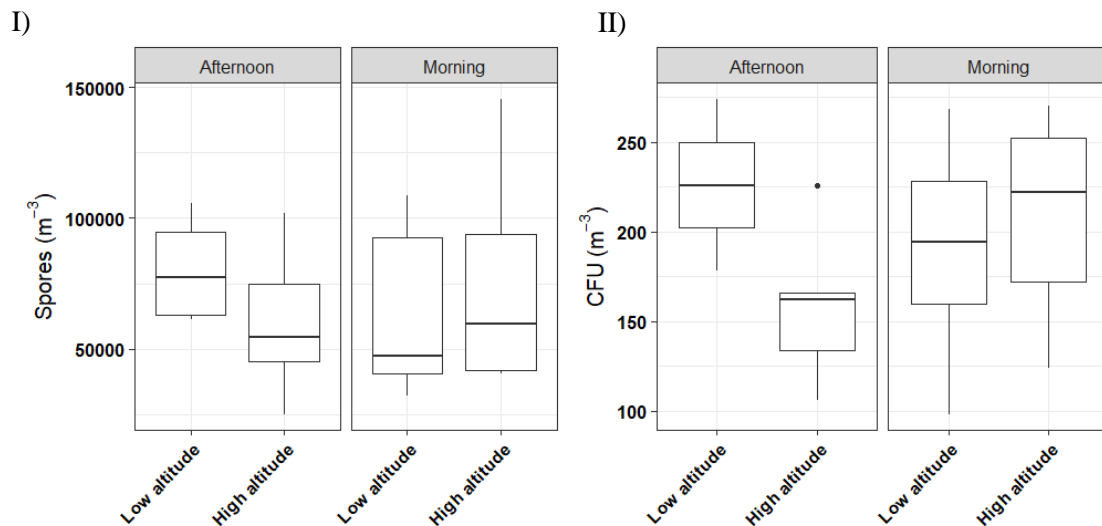 I)
II)
Afternoon
Morning
150000
100000
50000
Spores (m⁻³)
Low altitude
High altitude
Low altitude
High altitude
Afternoon
Morning
250
200
150
100
CFU (m⁻³)
Low altitude
High altitude
Low altitude
High altitude